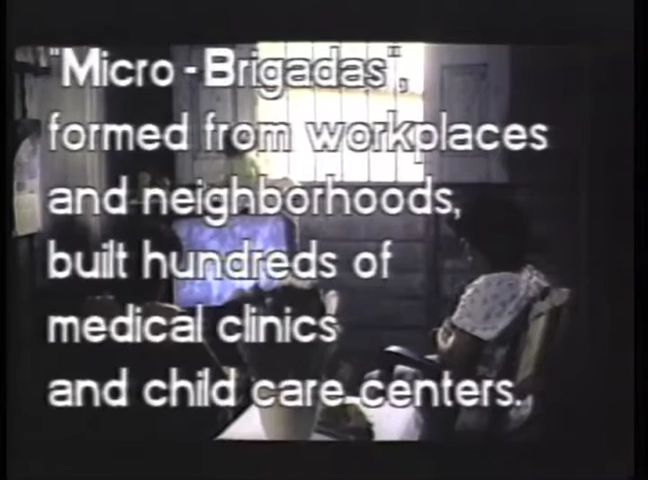 "Micro-Brigadas",
formed from workplaces
and neighborhoods,
built hundreds of
medical clinics
and child care centers.